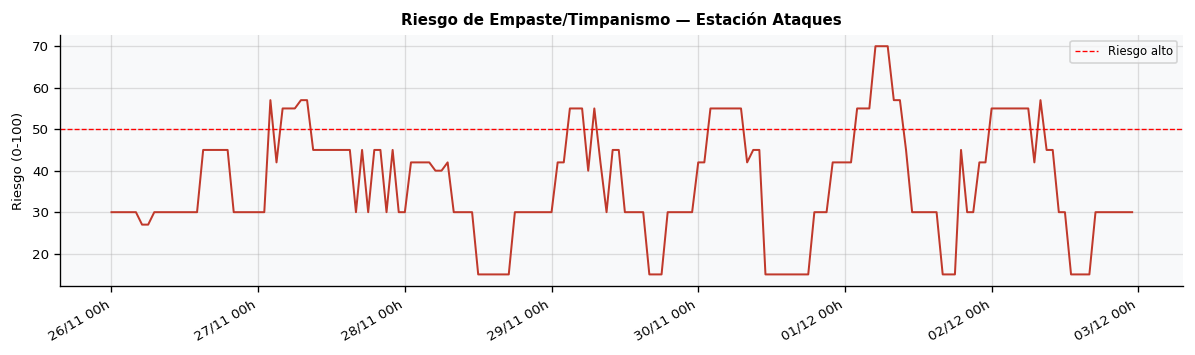 Riesgo de Empaste/Timpanismo — Estación Ataques
Riesgo alto
Riesgo (0-100)
70
60
50
40
30
20
26/11 00h
27/11 00h
28/11 00h
29/11 00h
30/11 00h
01/12 00h
02/12 00h
03/12 00h